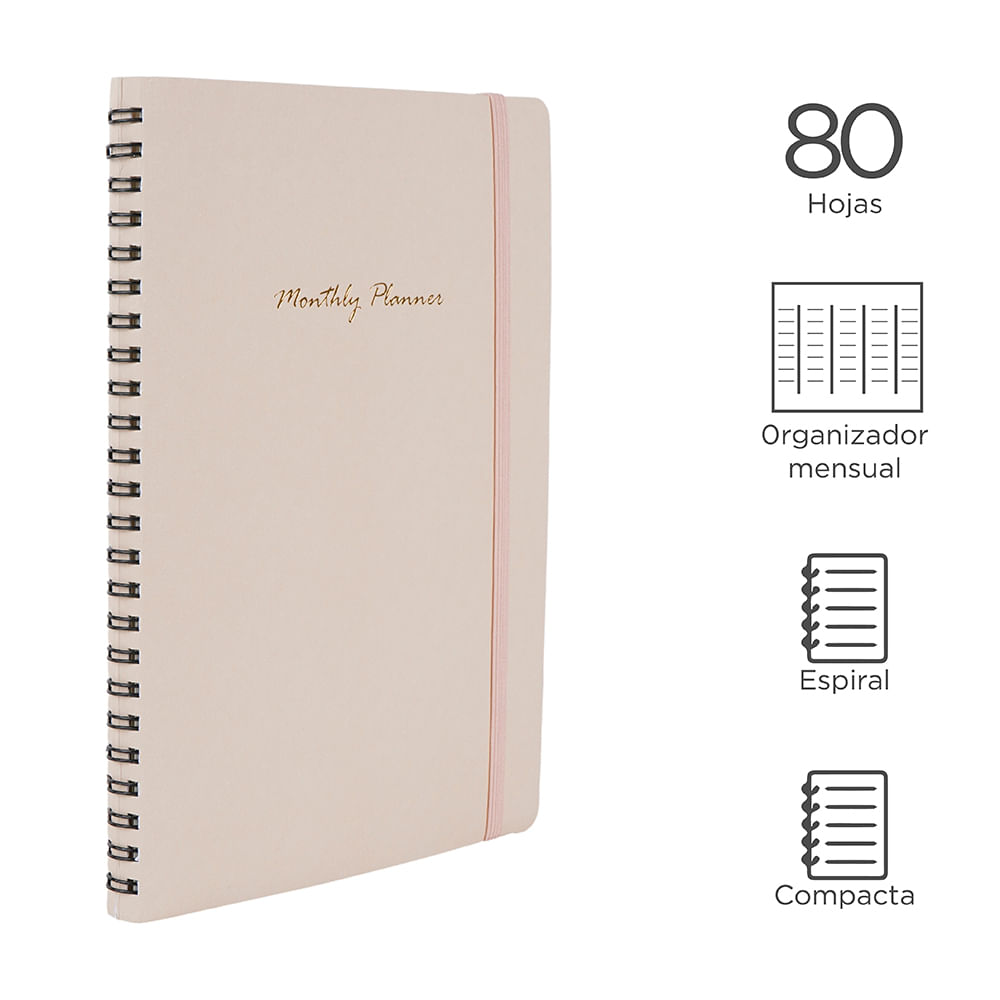 Monthly Planner
80
Hojas
Organizador
mensual
Espiral
Compacta